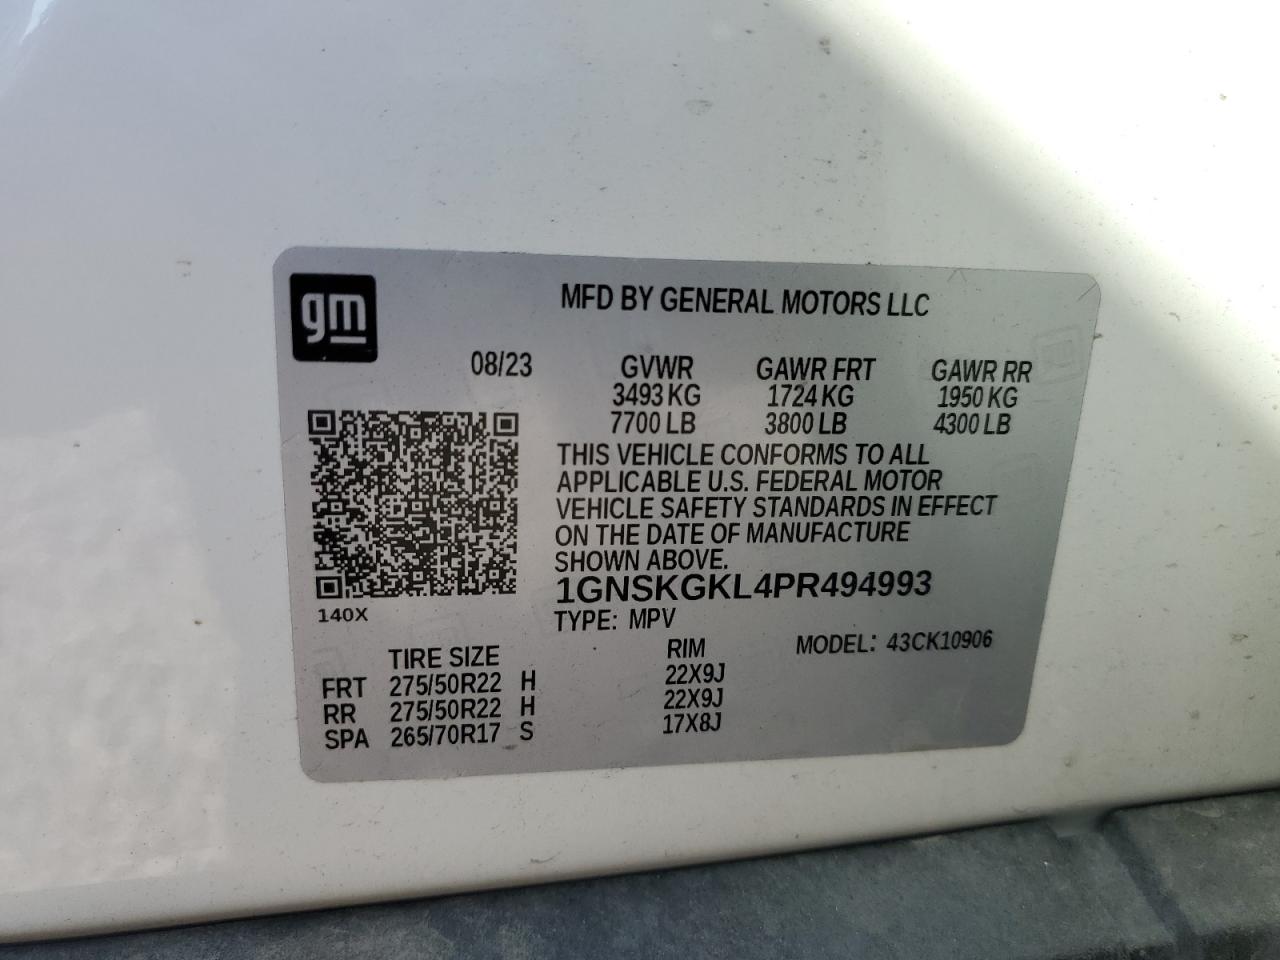 gm
MFD BY GENERAL MOTORS LLC
08/23 GVWR GAWR FRT GAWR RR
3493 KG 1724 KG 1950 KG
7700 LB 3800 LB 4300 LB
THIS VEHICLE CONFORMS TO ALL
APPLICABLE U.S. FEDERAL MOTOR
VEHICLE SAFETY STANDARDS IN EFFECT
ON THE DATE OF MANUFACTURE
SHOWN ABOVE.
1GNSKGKL4PR494993
140X
TYPE: MPV
MODEL: 43CK10906
TIRE SIZE RIM
FRT 275/50R22 H 22X9J
RR 275/50R22 H 22X9J
SPA 265/70R17 S 17X8J